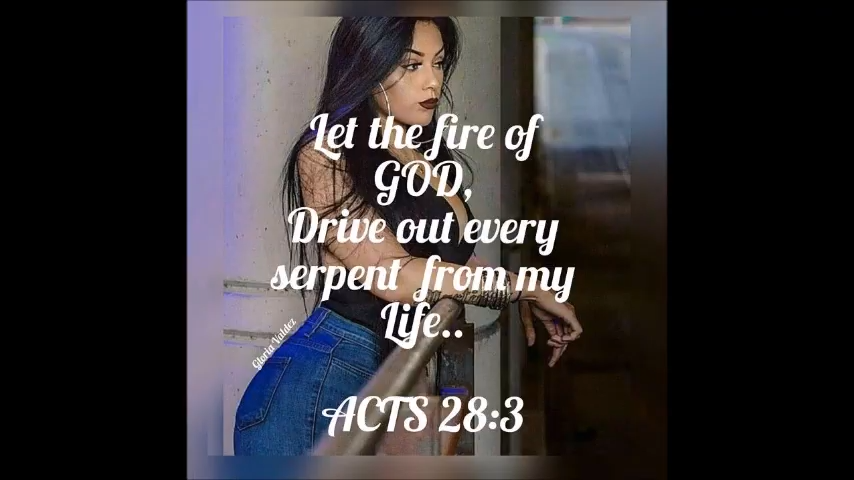 Let the fire of
GOD,
Drive out every
serpent from my
Life..
Gloria Valdez
ACTS 28:3